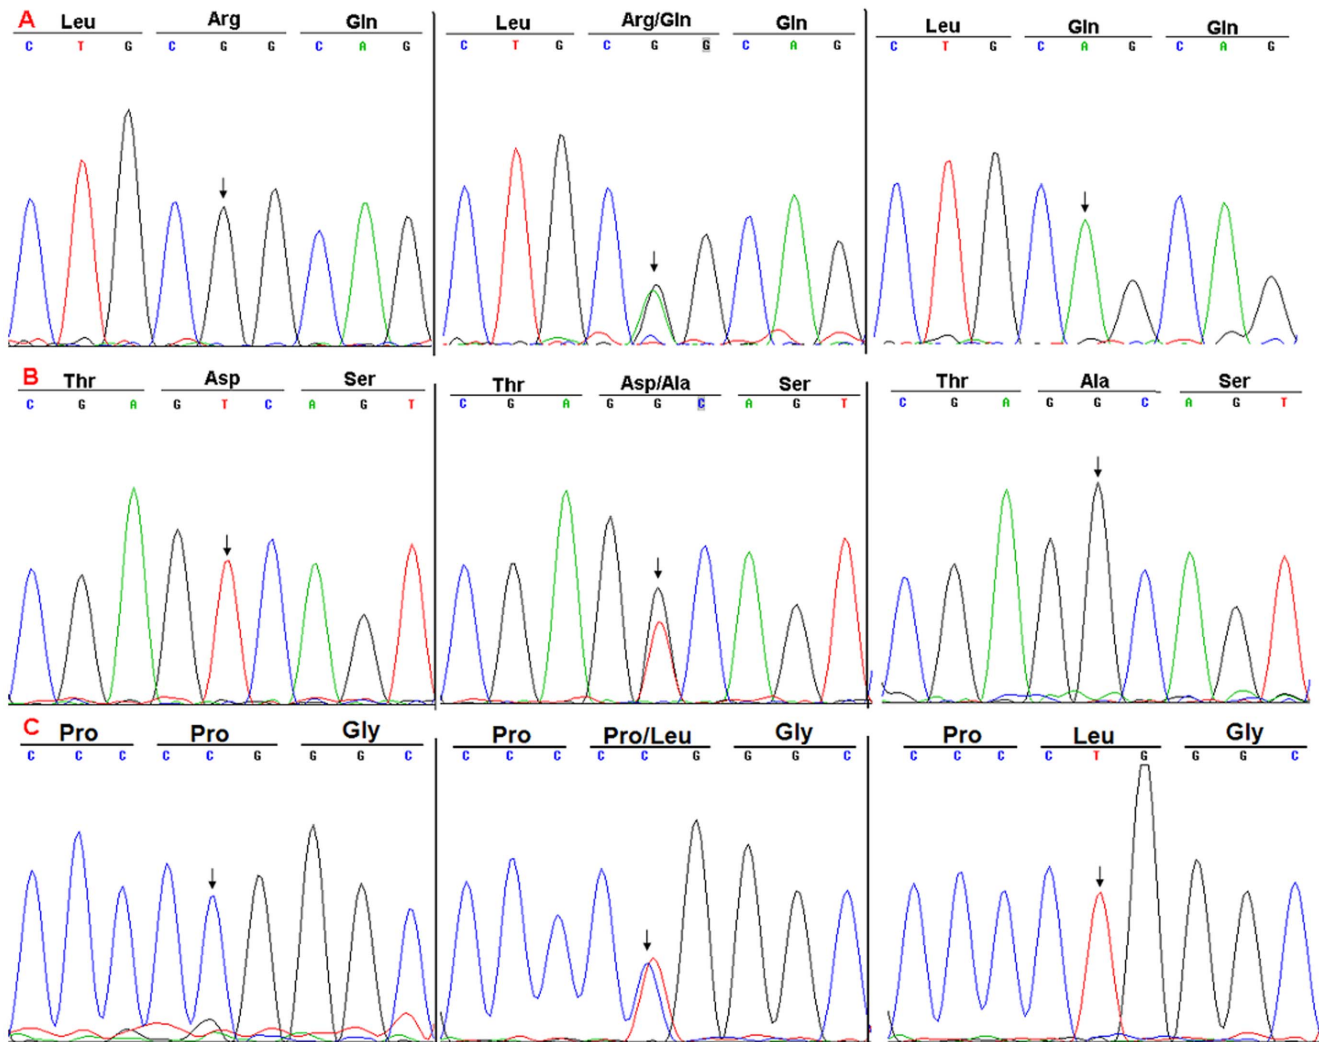 A
Leu Arg Gln Leu Arg/Gln Gln Leu Gln Gln
C T G C G G C A G C T G C G G C A G C T G C A G C A G
B
Thr Asp Ser Thr Asp/Ala Ser Thr Ala Ser
C G A G T C A G T C G A G G C A G T C G A G G C A G T
C
Pro Pro Gly Pro Pro/Leu Gly Pro Leu Gly
C C C C C G G G C C C C C C G G G C C C C C T G G G C